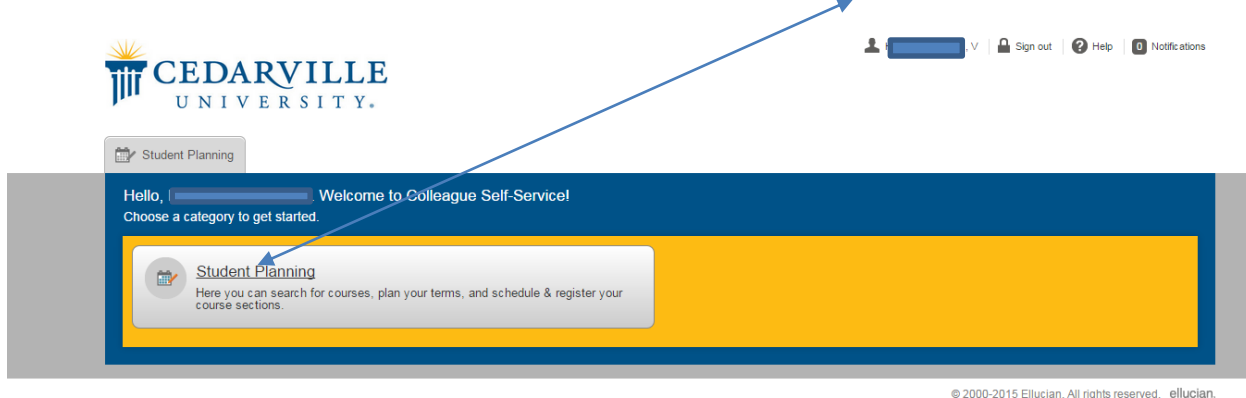 , V Sign out Help 0 Notifications
CEDARVILLE
UNIVERSITY.
Student Planning
Hello, . Welcome to Colleague Self-Service!
Choose a category to get started.
Student Planning
Here you can search for courses, plan your terms, and schedule & register your
course sections.
© 2000-2015 Ellucian. All rights reserved. ellucian.